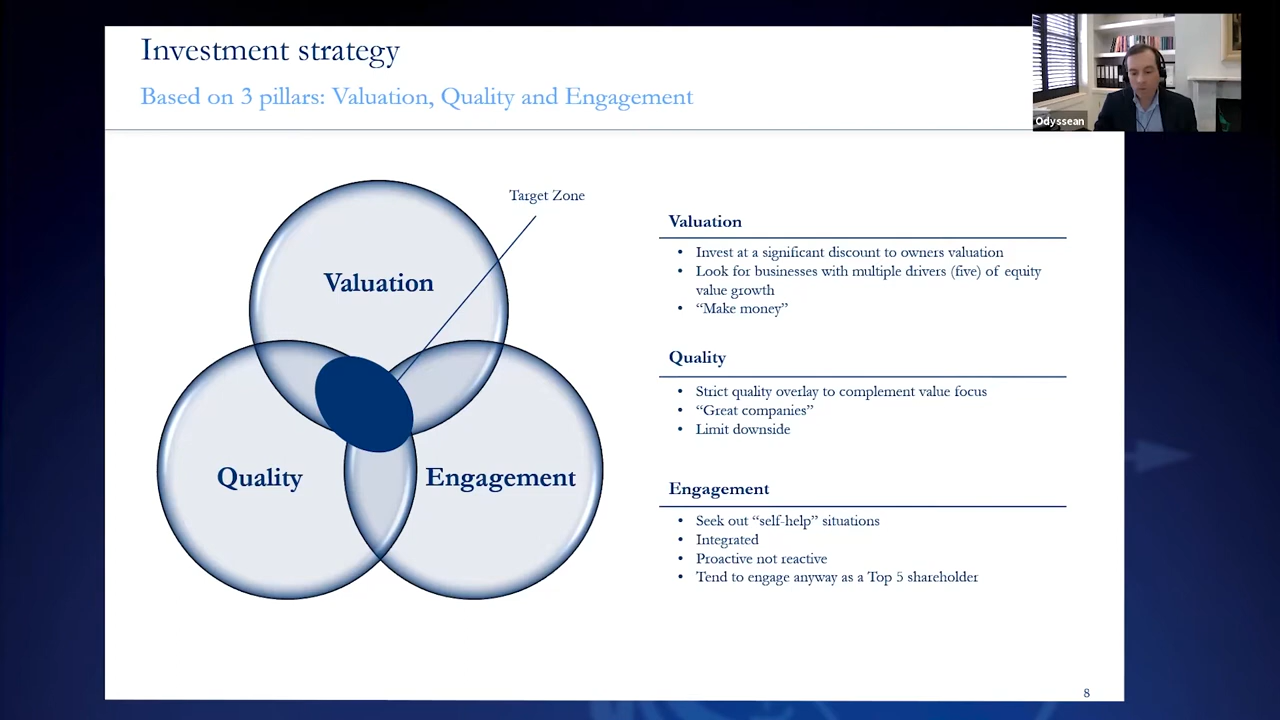 Investment strategy
Based on 3 pillars: Valuation, Quality and Engagement
Odyssean
Target Zone
Valuation
Quality
Engagement
Valuation
• Invest at a significant discount to owners valuation
• Look for businesses with multiple drivers (five) of equity
value growth
• “Make money”
Quality
• Strict quality overlay to complement value focus
• “Great companies”
• Limit downside
Engagement
• Seek out “self-help” situations
• Integrated
• Proactive not reactive
• Tend to engage anyway as a Top 5 shareholder
8